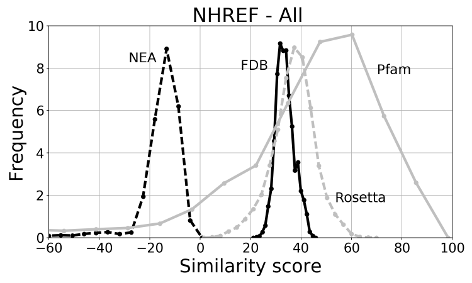 NHREF - All
10
8
6
4
2
0
Frequency
NEA
FDB
Pfam
Rosetta
−60
−40
−20
0
20
40
60
80
100
Similarity score